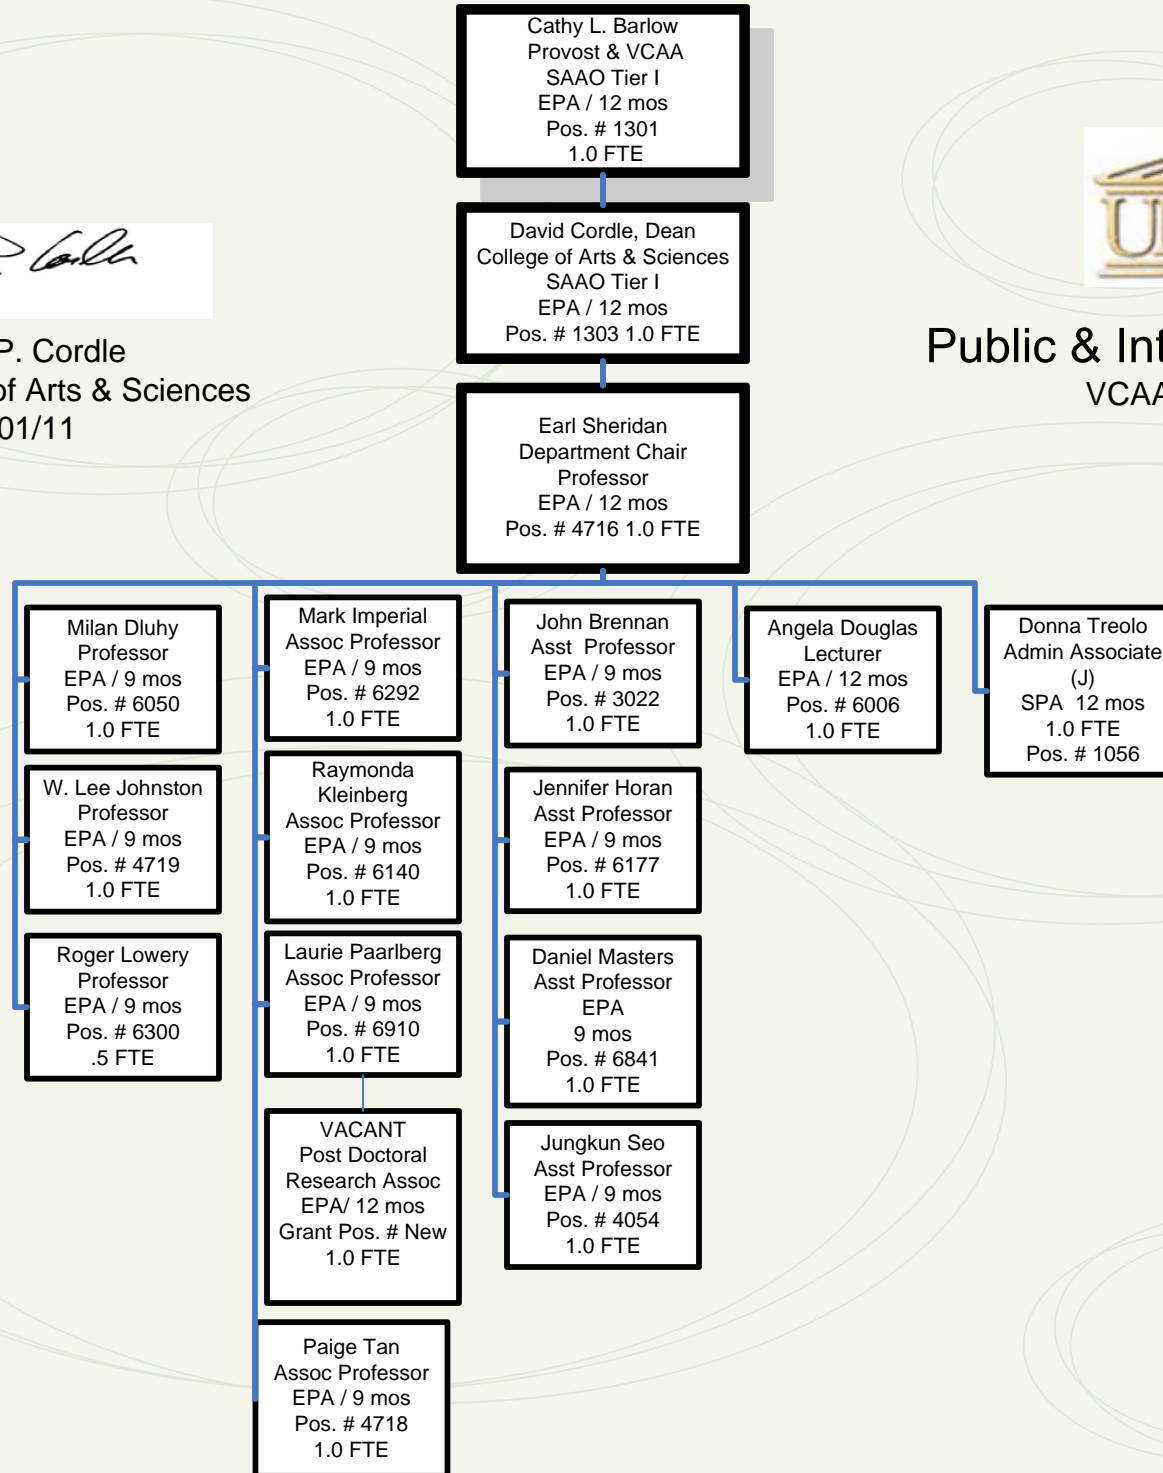 Cathy L. Barlow
Provost & VCAA
SAAO Tier I
EPA / 12 mos
Pos. # 1301
1.0 FTE
David Cordle, Dean
College of Arts & Sciences
SAAO Tier I
EPA / 12 mos
Pos. # 1303 1.0 FTE
P. Cordle
of Arts & Sciences
01/11
Public & Int
VCAA
Earl Sheridan
Department Chair
Professor
EPA / 12 mos
Pos. # 4716 1.0 FTE
Milan Dluhy
Professor
EPA / 9 mos
Pos. # 6050
1.0 FTE
W. Lee Johnston
Professor
EPA / 9 mos
Pos. # 4719
1.0 FTE
Roger Lowery
Professor
EPA / 9 mos
Pos. # 6300
.5 FTE
Mark Imperial
Assoc Professor
EPA / 9 mos
Pos. # 6292
1.0 FTE
Raymonda
Kleinberg
Assoc Professor
EPA / 9 mos
Pos. # 6140
1.0 FTE
Laurie Paarlberg
Assoc Professor
EPA / 9 mos
Pos. # 6910
1.0 FTE
VACANT
Post Doctoral
Research Assoc
EPA/ 12 mos
Grant Pos. # New
1.0 FTE
Paige Tan
Assoc Professor
EPA / 9 mos
Pos. # 4718
1.0 FTE
John Brennan
Asst Professor
EPA / 9 mos
Pos. # 3022
1.0 FTE
Jennifer Horan
Asst Professor
EPA / 9 mos
Pos. # 6177
1.0 FTE
Daniel Masters
Asst Professor
EPA
9 mos
Pos. # 6841
1.0 FTE
Jungkun Seo
Asst Professor
EPA / 9 mos
Pos. # 4054
1.0 FTE
Angela Douglas
Lecturer
EPA / 12 mos
Pos. # 6006
1.0 FTE
Donna Treolo
Admin Associate
(J)
SPA 12 mos
1.0 FTE
Pos. # 1056